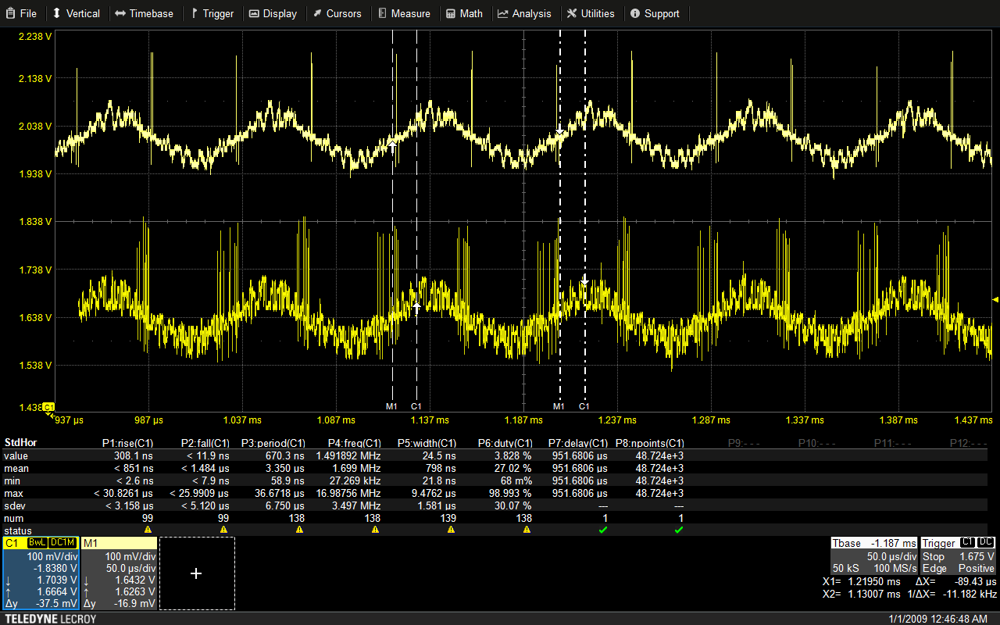 File Vertical Timebase Trigger Display Cursors Measure Math Analysis Utilities Support
2.238 V
2.138 V
2.038 V
1.938 V
1.838 V
1.738 V
1.638 V
1.538 V
1.438 C1
M1 C1 M1 C1
937 µs 987 µs 1.037 ms 1.087 ms 1.137 ms 1.187 ms 1.237 ms 1.287 ms 1.337 ms 1.387 ms 1.437 ms
StdHor P1:rise(C1) P2:fall(C1) P3:period(C1) P4:freq(C1) P5:width(C1) P6:duty(C1) P7:delay(C1) P8:npoints(C1) P9:- - - P10:- - - P11:- - - P12:- - -
value 308.1 ns < 11.9 ns 670.3 ns 1.491892 MHz 24.5 ns 3.828 % 951.6806 µs 48.724e+3
mean < 851 ns < 1.484 µs 3.350 µs 1.699 MHz 798 ns 27.02 % 951.6806 µs 48.724e+3
min < 2.6 ns < 7.9 ns 58.9 ns 27.269 kHz 21.8 ns 68 m% 951.6806 µs 48.724e+3
max < 30.8261 µs < 25.9909 µs 36.6718 µs 16.98756 MHz 9.4762 µs 98.993 % 951.6806 µs 48.724e+3
sdev < 3.158 µs < 5.120 µs 6.750 µs 3.497 MHz 1.581 µs 30.07 % --- ---
num 99 99 138 138 139 138 1 1
status
C1 BwL DC1M
100 mV/div
-1.8380 V
↓ 1.7039 V
↑ 1.6664 V
Δy -37.5 mV
M1
100 mV/div
50.0 µs/div
↓ 1.6432 V
↑ 1.6263 V
Δy -16.9 mV
+
Tbase -1.187 ms
50.0 µs/div
50 kS 100 MS/s
Trigger C1 DC
Stop 1.675 V
Edge Positive
X1= 1.21950 ms ΔX= -89.43 µs
X2= 1.13007 ms 1/ΔX= -11.182 kHz
TELEDYNE LECROY 1/1/2009 12:46:48 AM